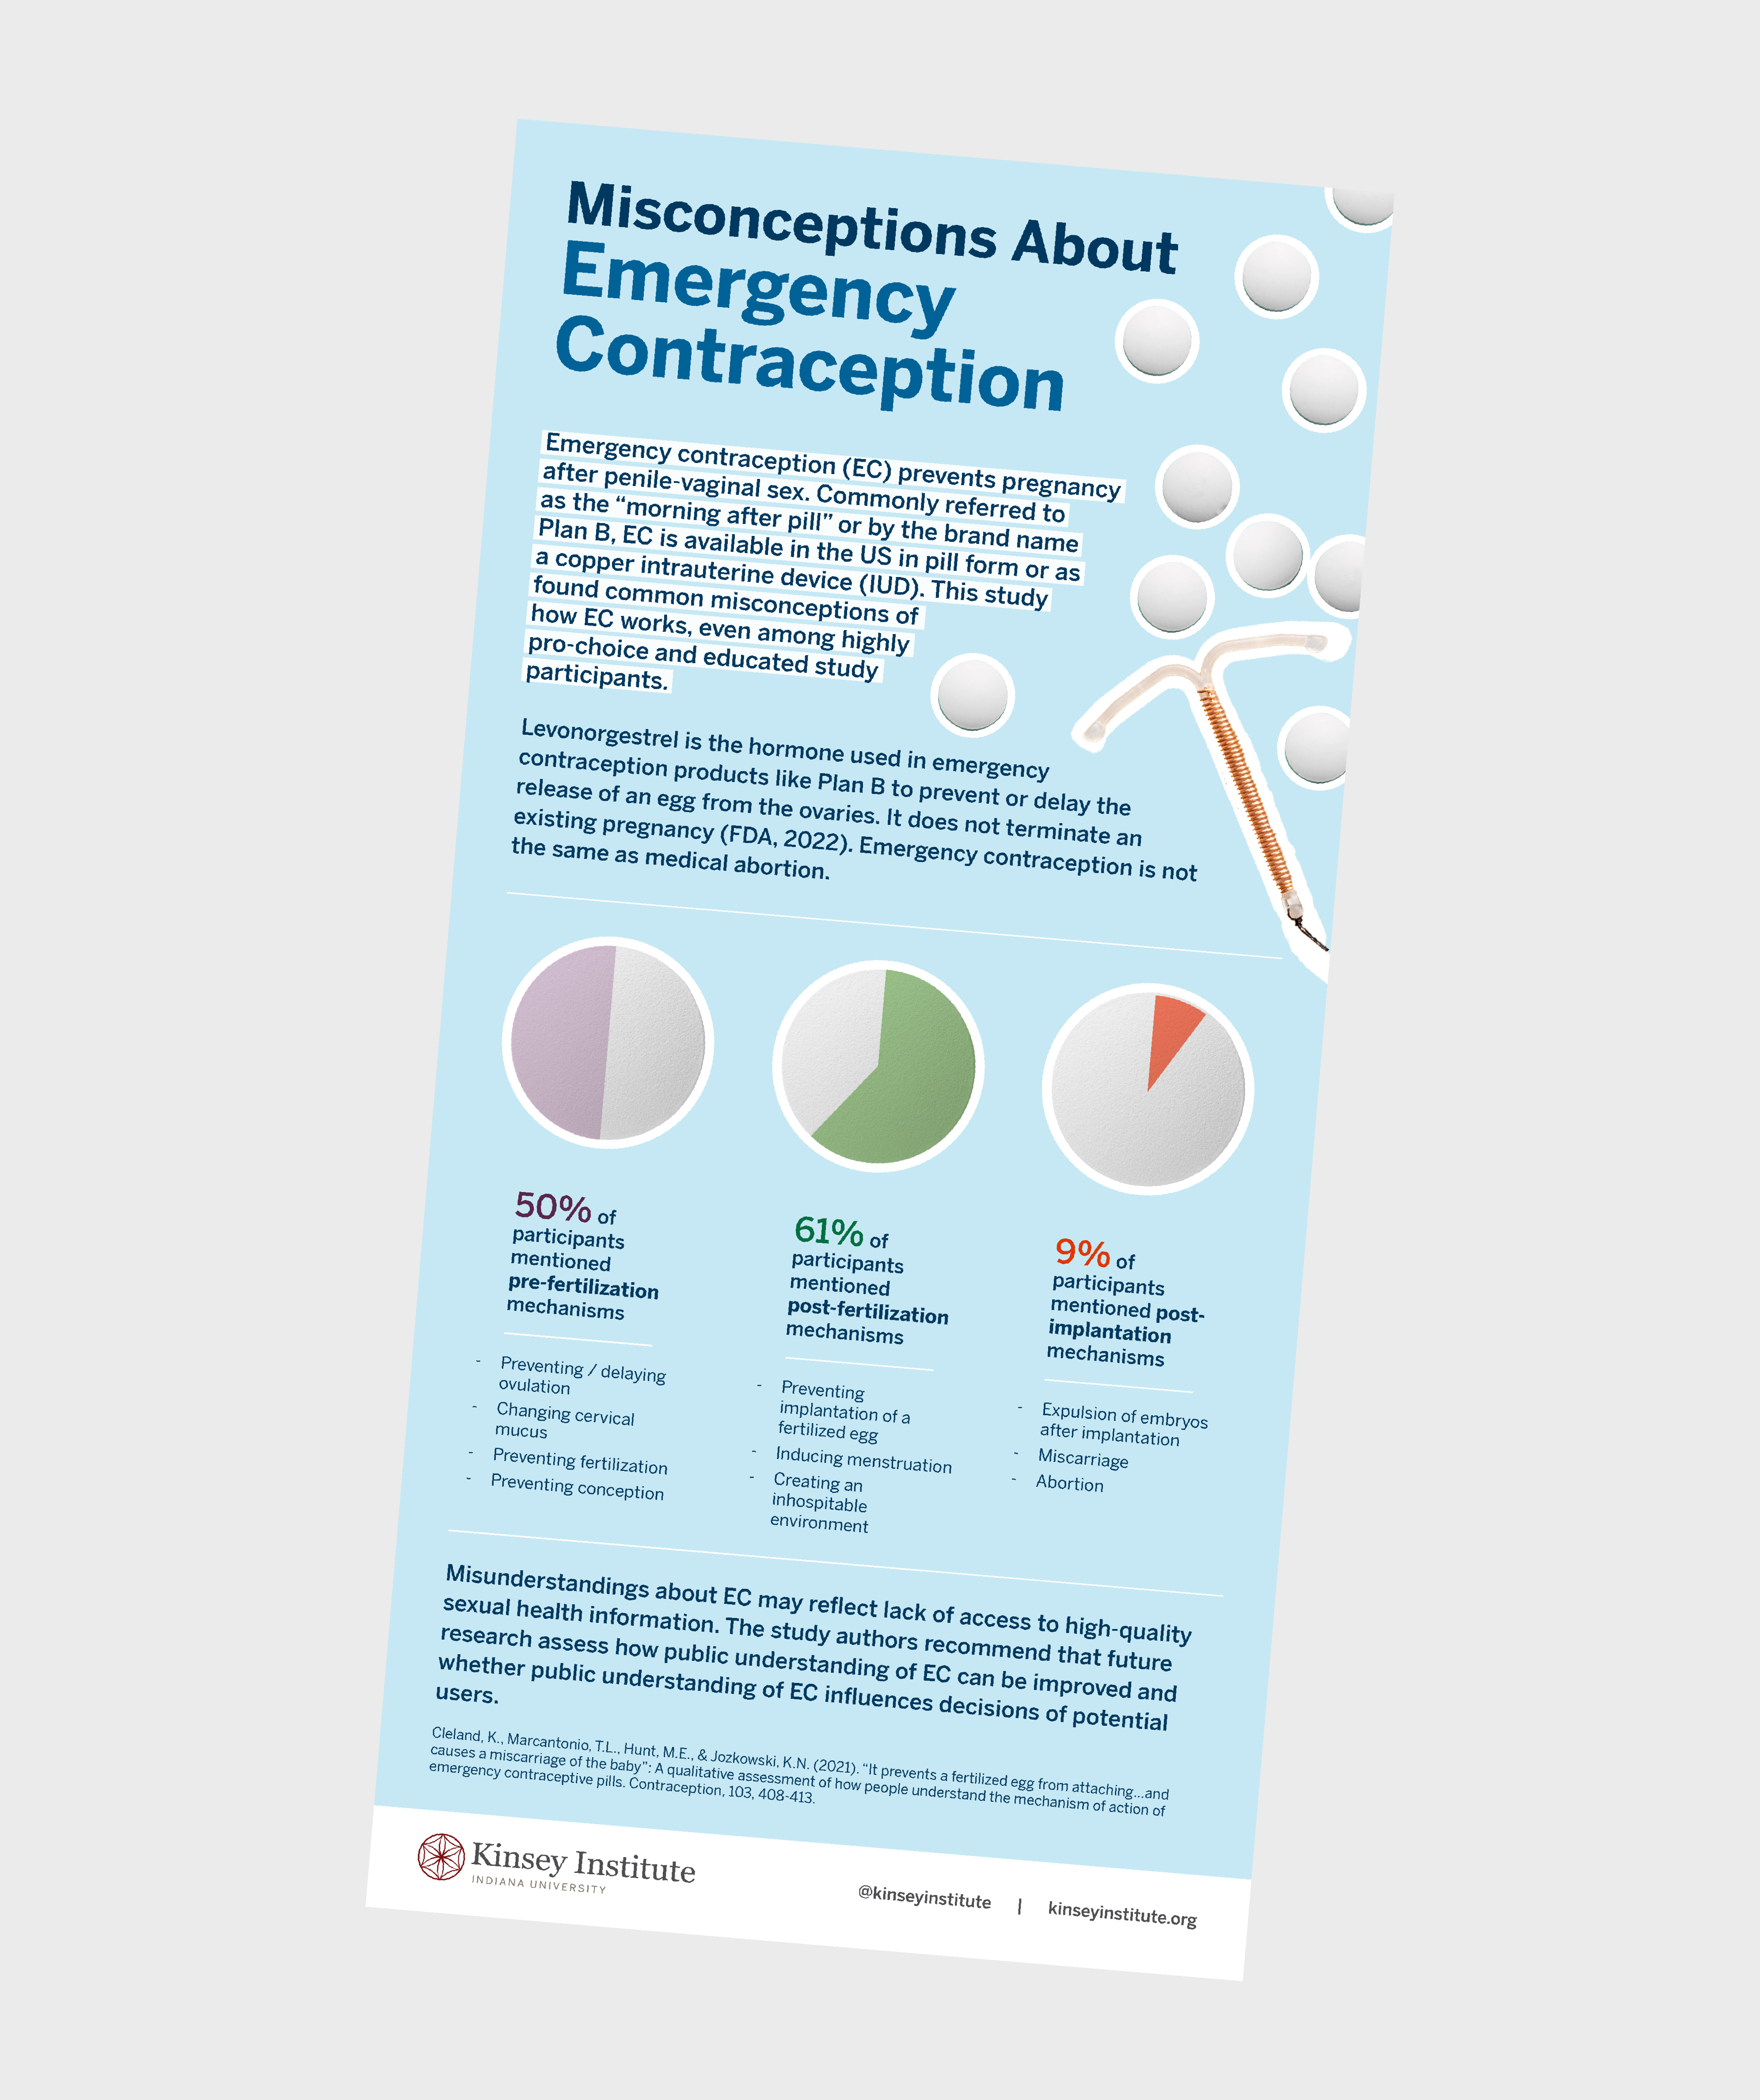 Misconceptions About
Emergency
Contraception
Emergency contraception (EC) prevents pregnancy
after penile-vaginal sex. Commonly referred to
as the “morning after pill” or by the brand name
Plan B, EC is available in the US in pill form or as
a copper intrauterine device (IUD). This study
found common misconceptions of
how EC works, even among highly
pro-choice and educated study
participants.
Levonorgestrel is the hormone used in emergency
contraception products like Plan B to prevent or delay the
release of an egg from the ovaries. It does not terminate an
existing pregnancy (FDA, 2022). Emergency contraception is not
the same as medical abortion.
50% of
participants
mentioned
pre-fertilization
mechanisms
- Preventing / delaying
ovulation
- Changing cervical
mucus
- Preventing fertilization
- Preventing conception
61% of
participants
mentioned
post-fertilization
mechanisms
- Preventing
implantation of a
fertilized egg
- Inducing menstruation
- Creating an
inhospitable
environment
9% of
participants
mentioned post-
implantation
mechanisms
- Expulsion of embryos
after implantation
- Miscarriage
- Abortion
Misunderstandings about EC may reflect lack of access to high-quality
sexual health information. The study authors recommend that future
research assess how public understanding of EC can be improved and
whether public understanding of EC influences decisions of potential
users.
Cleland, K., Marcantonio, T.L., Hunt, M.E., & Jozkowski, K.N. (2021). “It prevents a fertilized egg from attaching...and
causes a miscarriage of the baby”: A qualitative assessment of how people understand the mechanism of action of
emergency contraceptive pills. Contraception, 103, 408-413.
Kinsey Institute
INDIANA UNIVERSITY
@kinseyinstitute | kinseyinstitute.org